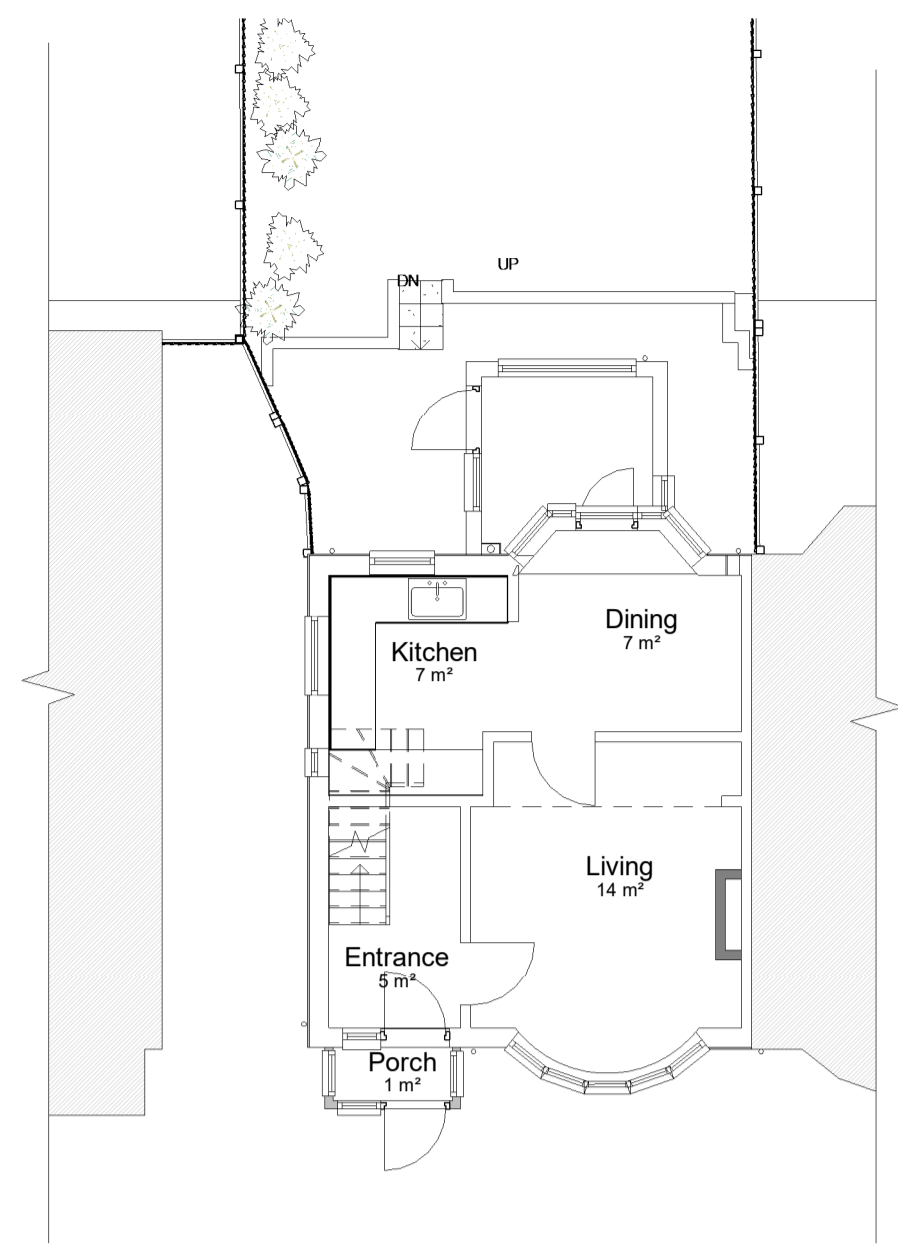 UP
DN
Dining
7 m²
Kitchen
7 m²
Living
14 m²
Entrance
5 m²
Porch
1 m²